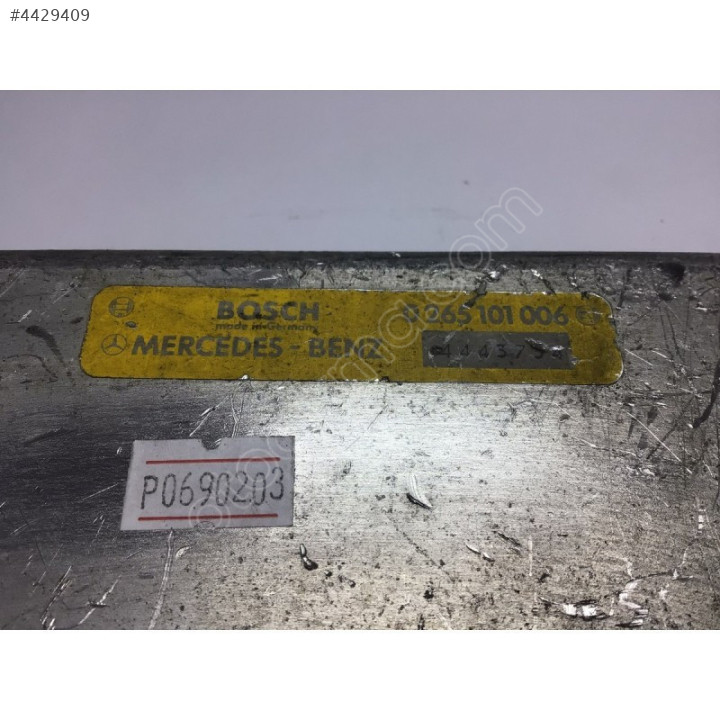 #4429409
BOSCH
made in Germany
0 265 101 006
MERCEDES - BENZ
P0690203